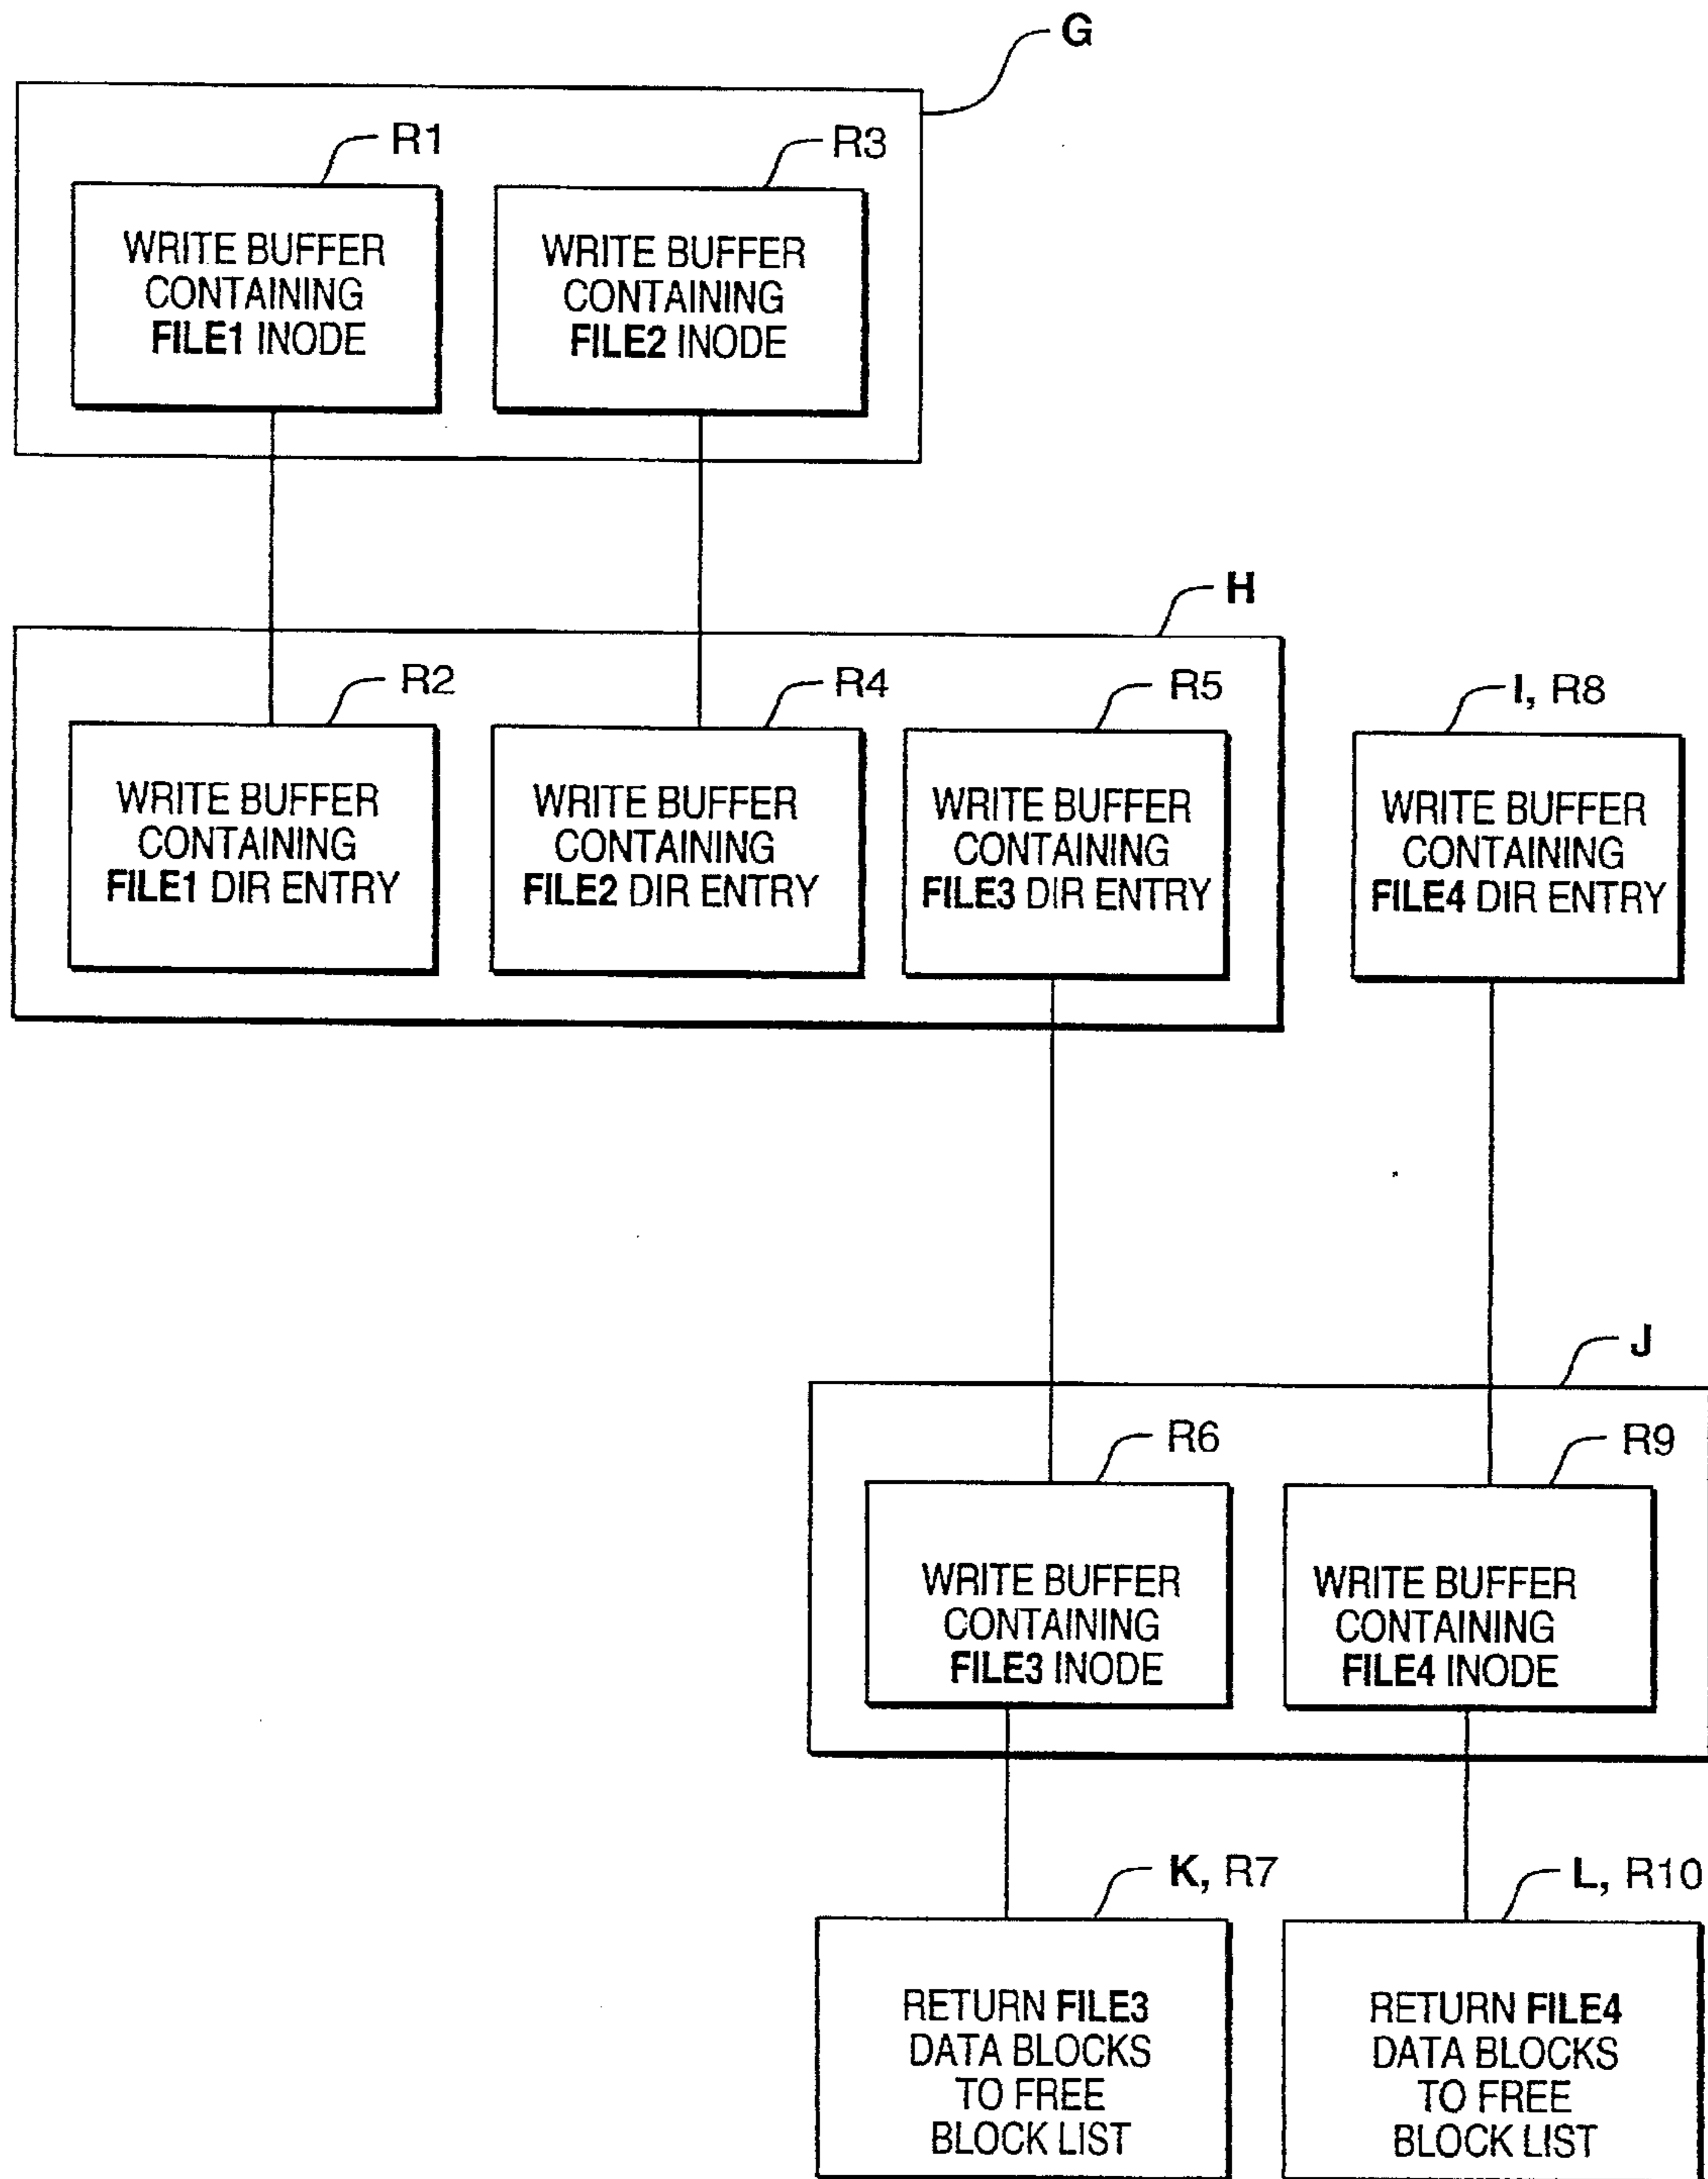 G
R1
R3
WRITE BUFFER
CONTAINING
FILE1 INODE
WRITE BUFFER
CONTAINING
FILE2 INODE
H
R2
R4
R5
I, R8
WRITE BUFFER
CONTAINING
FILE1 DIR ENTRY
WRITE BUFFER
CONTAINING
FILE2 DIR ENTRY
WRITE BUFFER
CONTAINING
FILE3 DIR ENTRY
WRITE BUFFER
CONTAINING
FILE4 DIR ENTRY
J
R6
R9
WRITE BUFFER
CONTAINING
FILE3 INODE
WRITE BUFFER
CONTAINING
FILE4 INODE
K, R7
L, R10
RETURN FILE3
DATA BLOCKS
TO FREE
BLOCK LIST
RETURN FILE4
DATA BLOCKS
TO FREE
BLOCK LIST